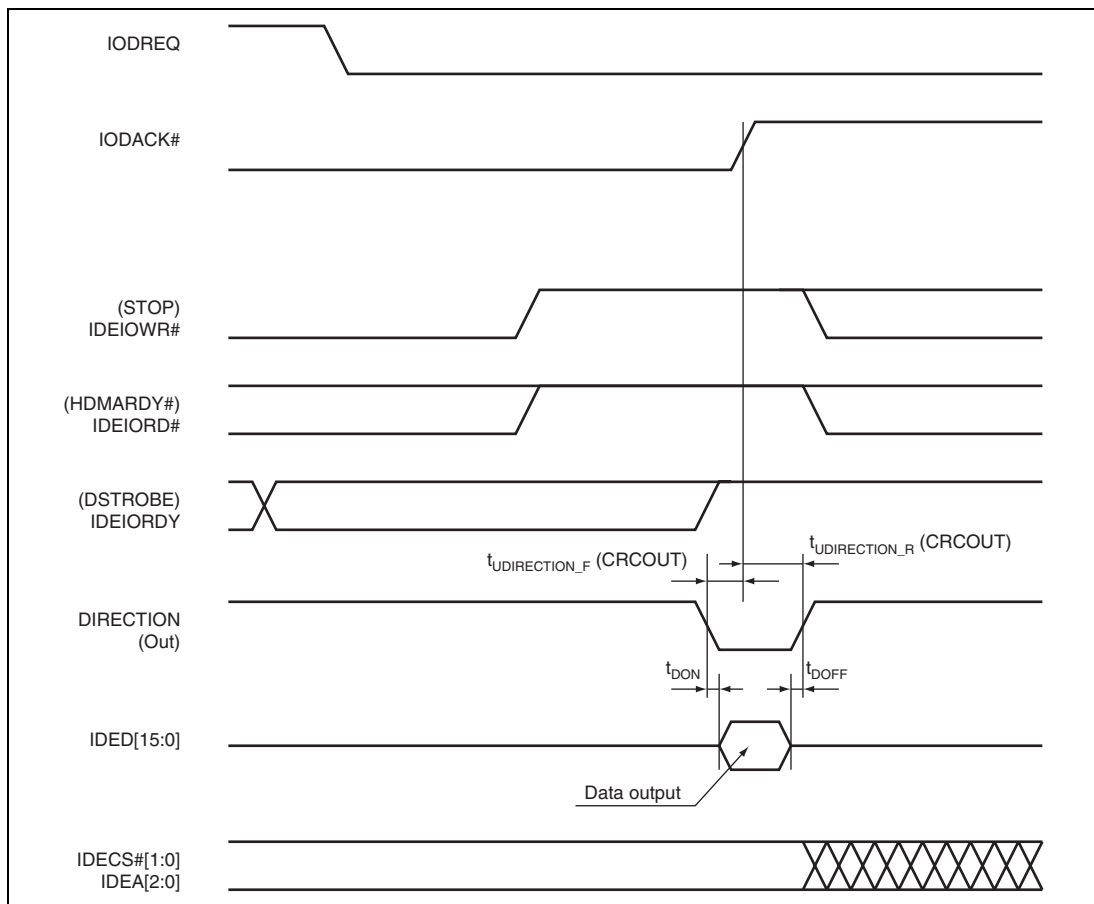 IODREQ
IODACK#
(STOP)
IDEIOWR#
(HDMARDY#)
IDEIORD#
(DSTROBE)
IDEIORDY
tUDIRECTION_F (CRCOUT)
tUDIRECTION_R (CRCOUT)
DIRECTION
(Out)
tDON
tDOFF
IDED[15:0]
Data output
IDECS#[1:0]
IDEA[2:0]